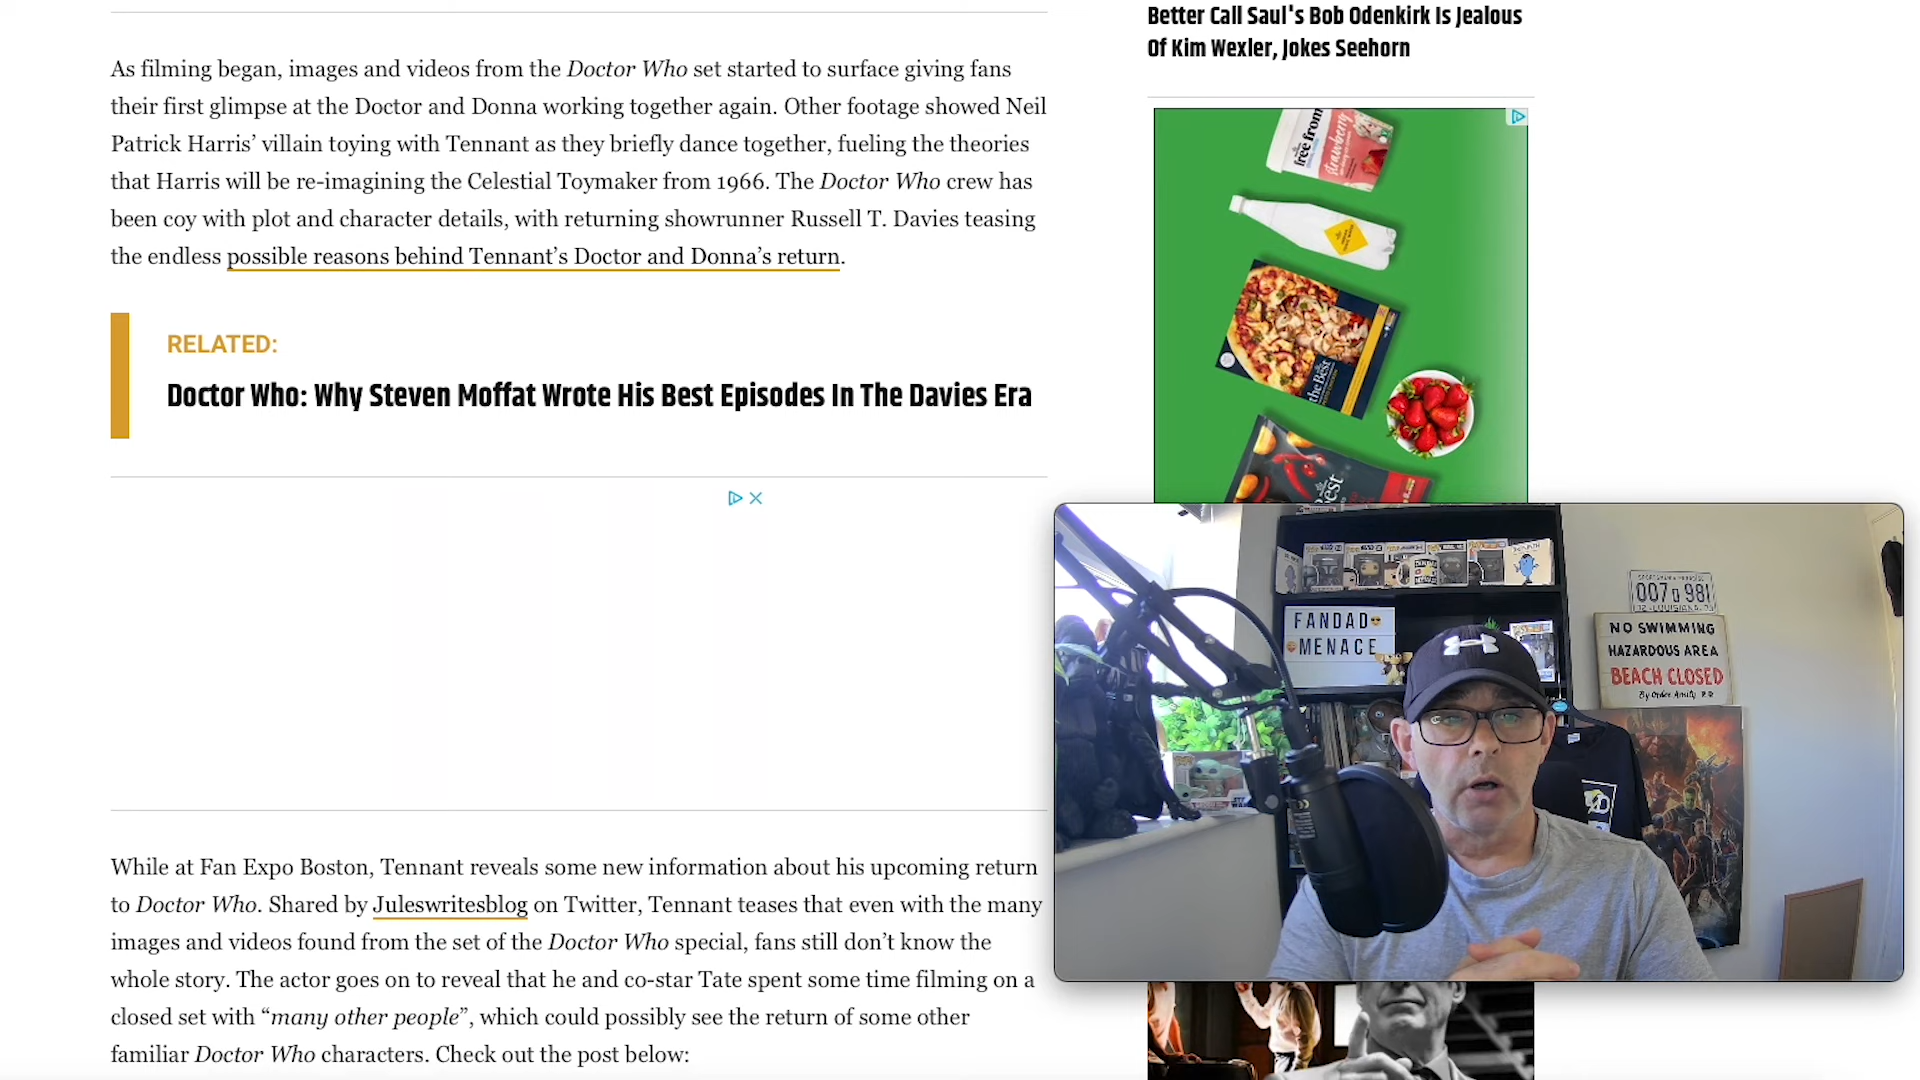 As filming began, images and videos from the Doctor Who set started to surface giving fans
their first glimpse at the Doctor and Donna working together again. Other footage showed Neil
Patrick Harris’ villain toying with Tennant as they briefly dance together, fueling the theories
that Harris will be re-imagining the Celestial Toymaker from 1966. The Doctor Who crew has
been coy with plot and character details, with returning showrunner Russell T. Davies teasing
the endless possible reasons behind Tennant’s Doctor and Donna’s return.
RELATED:
Doctor Who: Why Steven Moffat Wrote His Best Episodes In The Davies Era
While at Fan Expo Boston, Tennant reveals some new information about his upcoming return
to Doctor Who. Shared by Juleswritesblog on Twitter, Tennant teases that even with the many
images and videos found from the set of the Doctor Who special, fans still don’t know the
whole story. The actor goes on to reveal that he and co-star Tate spent some time filming on a
closed set with “many other people”, which could possibly see the return of some other
familiar Doctor Who characters. Check out the post below:
Better Call Saul's Bob Odenkirk Is Jealous
Of Kim Wexler, Jokes Seehorn
free from
strawberry
the Best
Best
FANDAD
MENACE
007 981
LOUISIANA
NO SWIMMING
HAZARDOUS AREA
BEACH CLOSED
By Order Amity P.D.